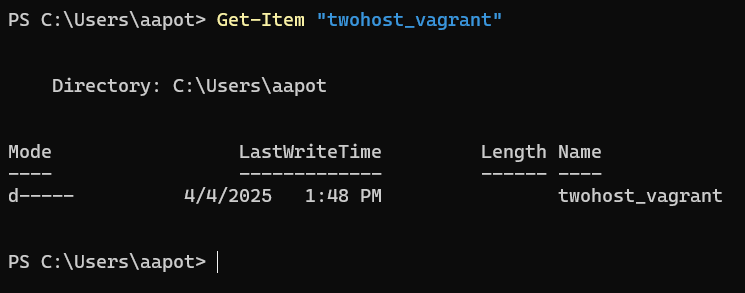 PS C:\Users\aapot> Get-Item "twohost_vagrant"
Directory: C:\Users\aapot
Mode LastWriteTime Length Name
---- ------------- ------ ----
d----- 4/4/2025 1:48 PM twohost_vagrant
PS C:\Users\aapot>